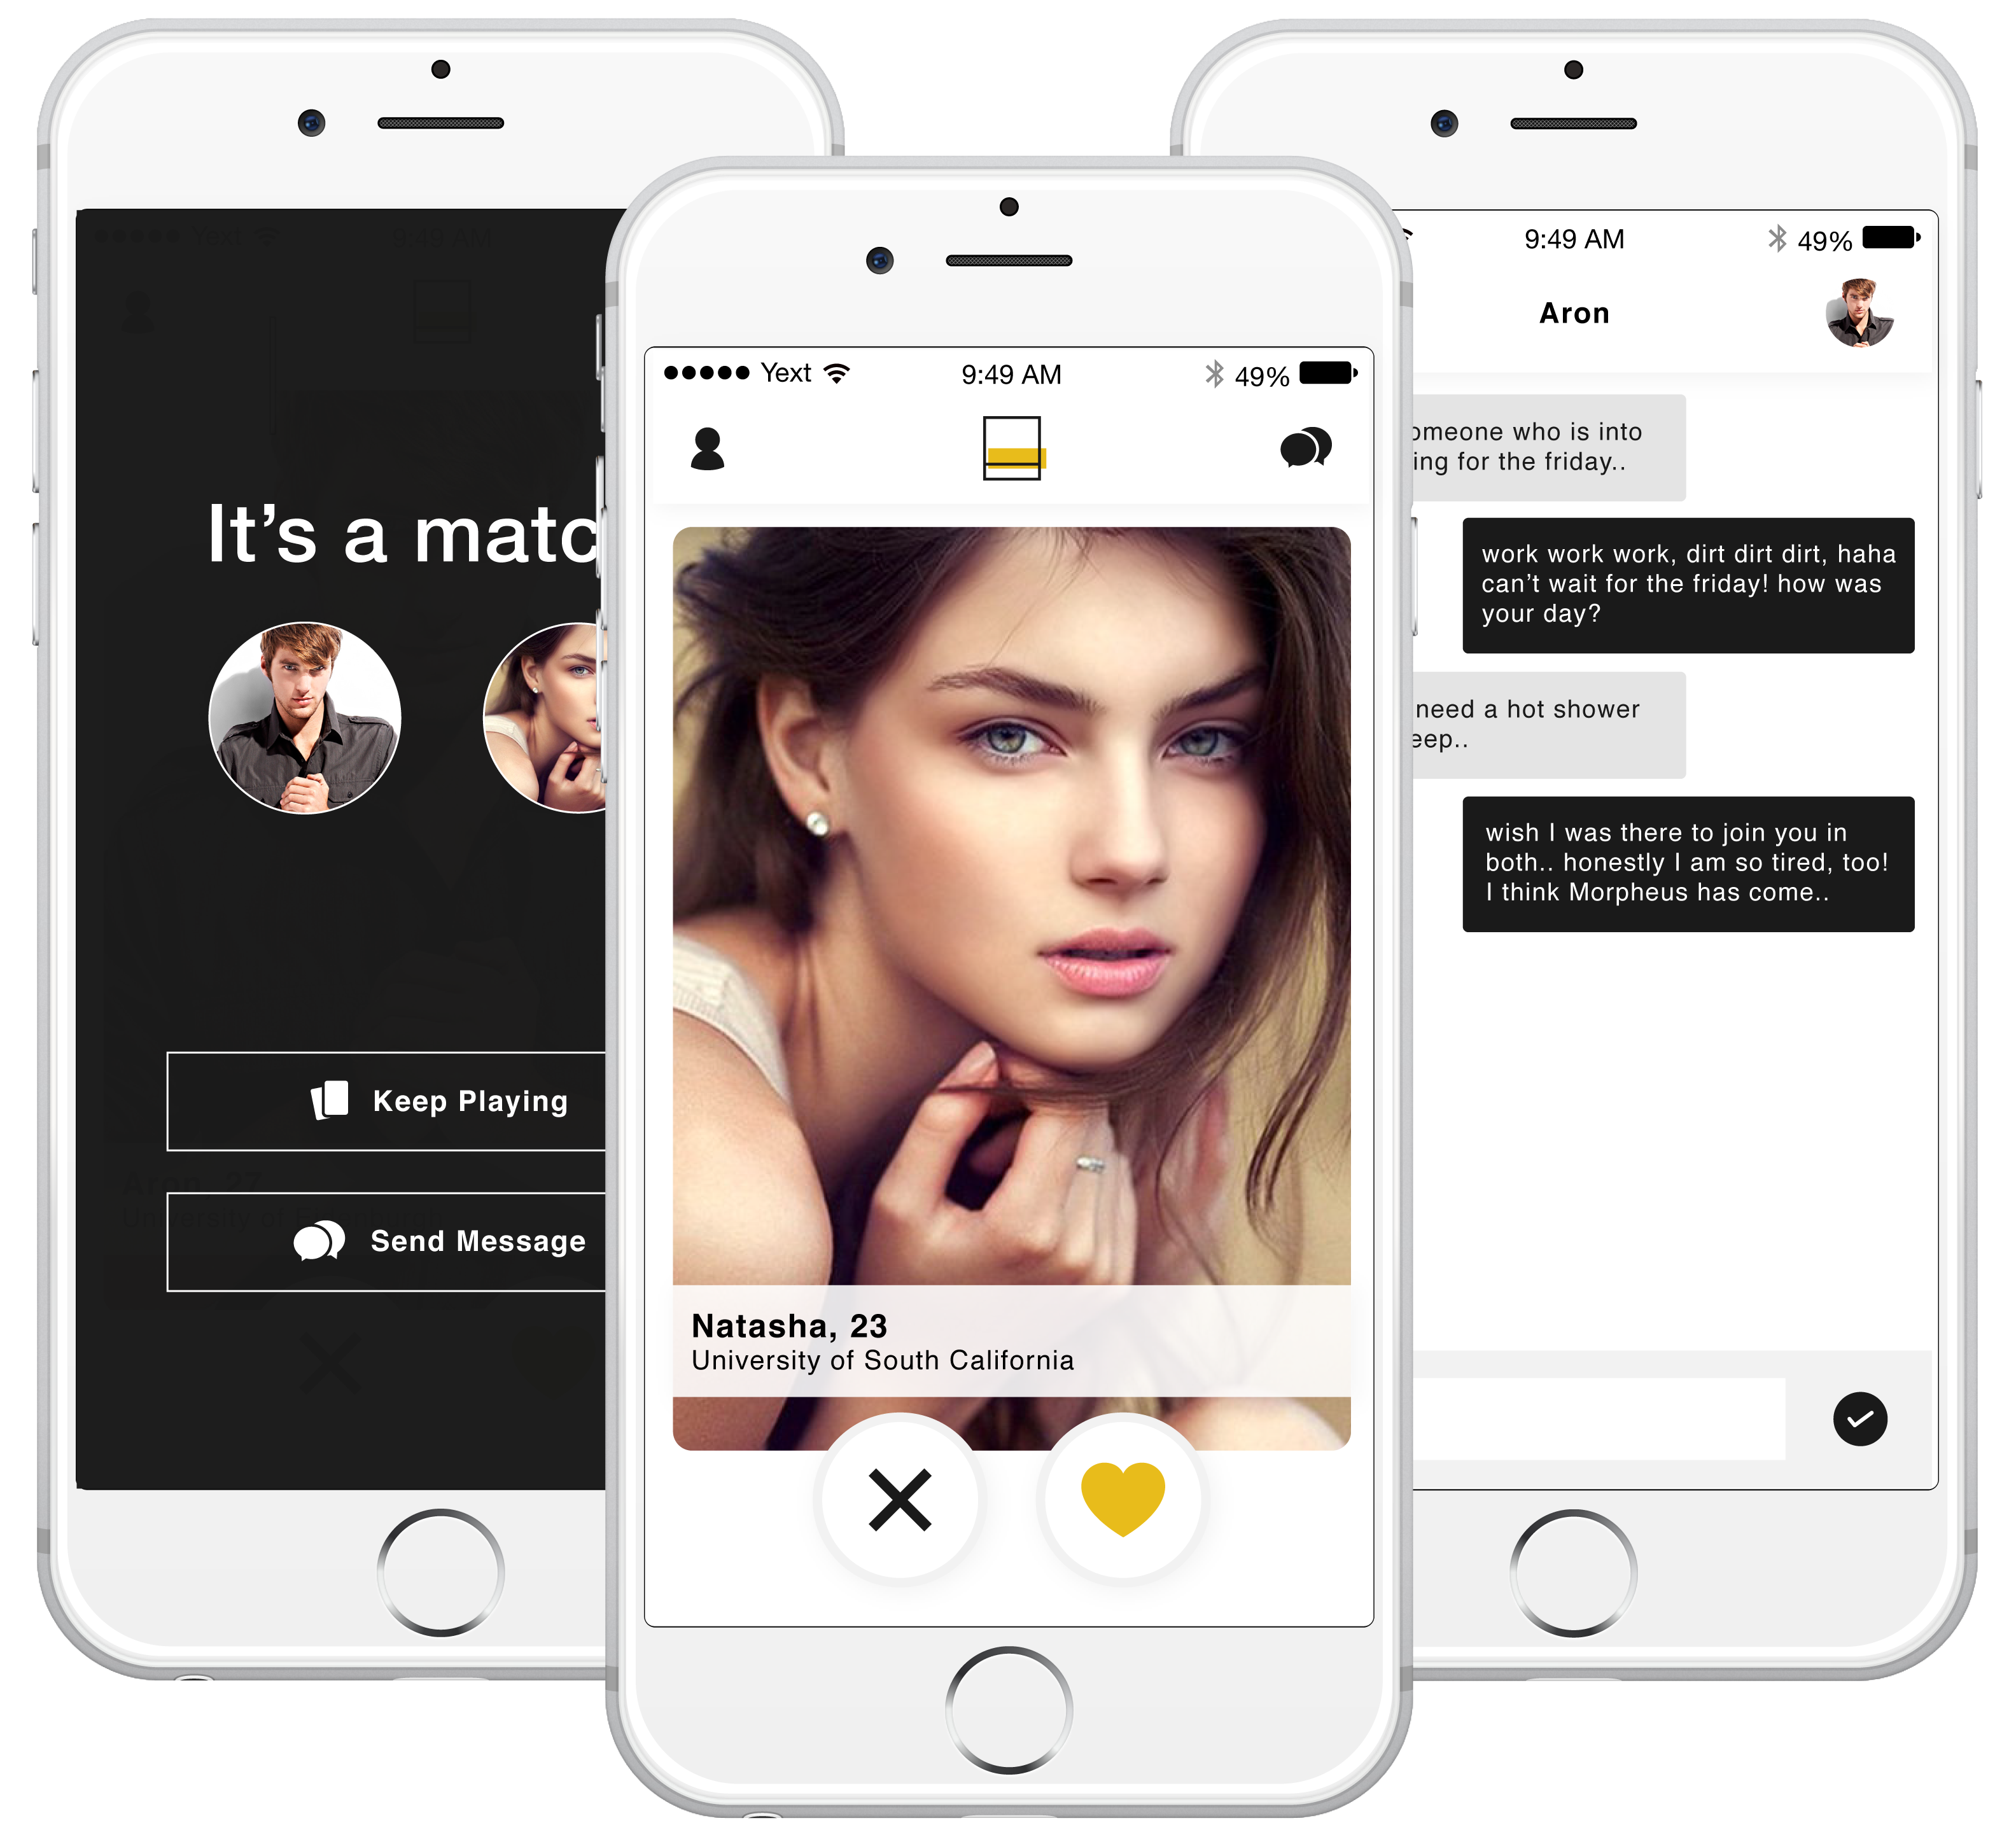 Yext
9:49 AM
It's a matc
Keep Playing
Aron, 27
University of
Send Message
Yext
9:49 AM
49%
Natasha, 23
University of South California
9:49 AM
49%
Aron
omeone who is into
ing for the friday..
work work work, dirt dirt dirt, haha
can't wait for the friday! how was
your day?
need a hot shower
eep..
wish I was there to join you in
both.. honestly I am so tired, too!
I think Morpheus has come..